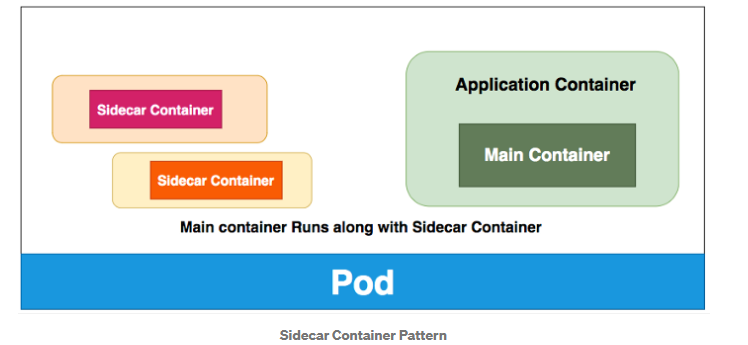 Application Container
Sidecar Container
Main Container
Sidecar Container
Main container Runs along with Sidecar Container
Pod
Sidecar Container Pattern